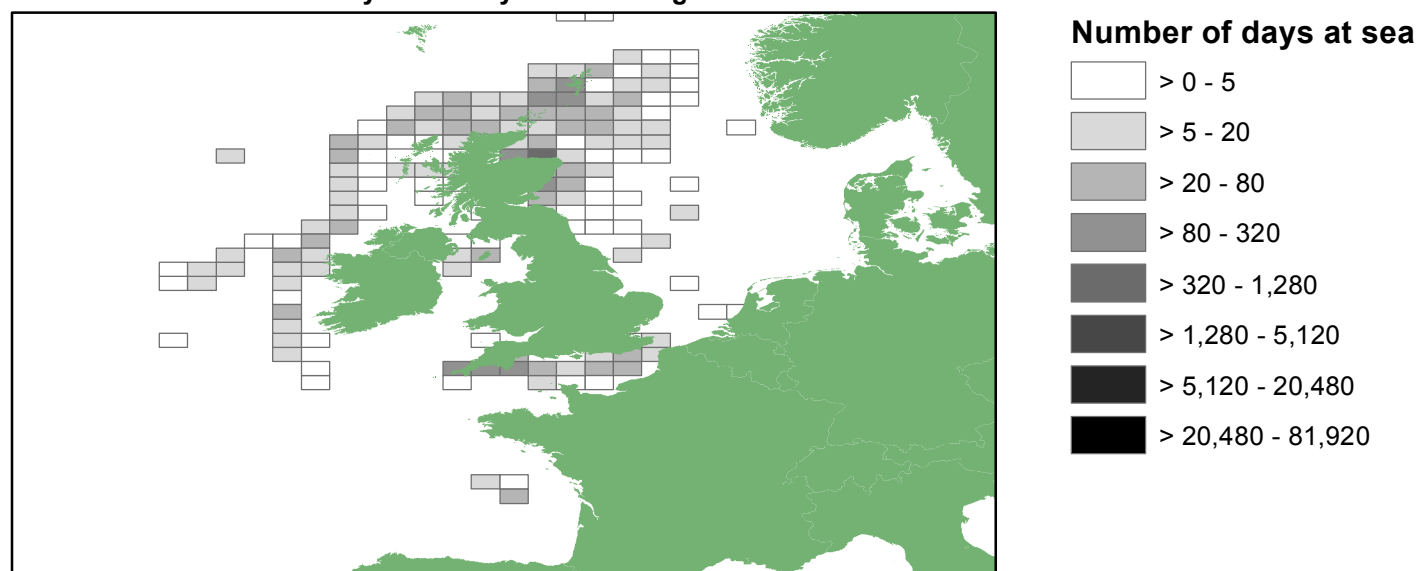 Number of days at sea
> 0 - 5
> 5 - 20
> 20 - 80
> 80 - 320
> 320 - 1,280
> 1,280 - 5,120
> 5,120 - 20,480
> 20,480 - 81,920